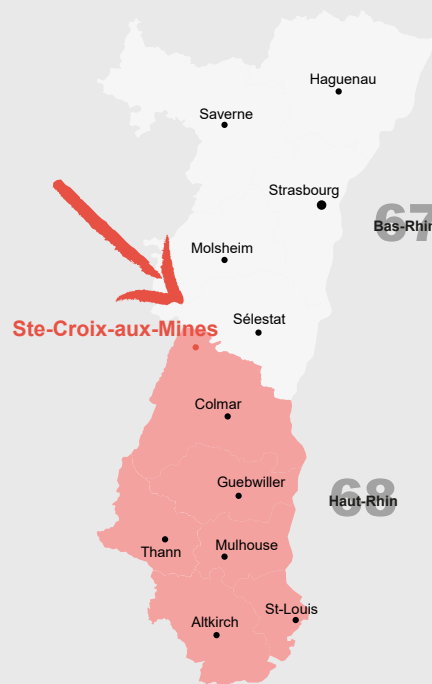 Haguenau
Saverne
Strasbourg
67
Bas-Rhin
Molsheim
Ste-Croix-aux-Mines
Sélestat
Colmar
Guebwiller
68
Haut-Rhin
Thann
Mulhouse
St-Louis
Altkirch